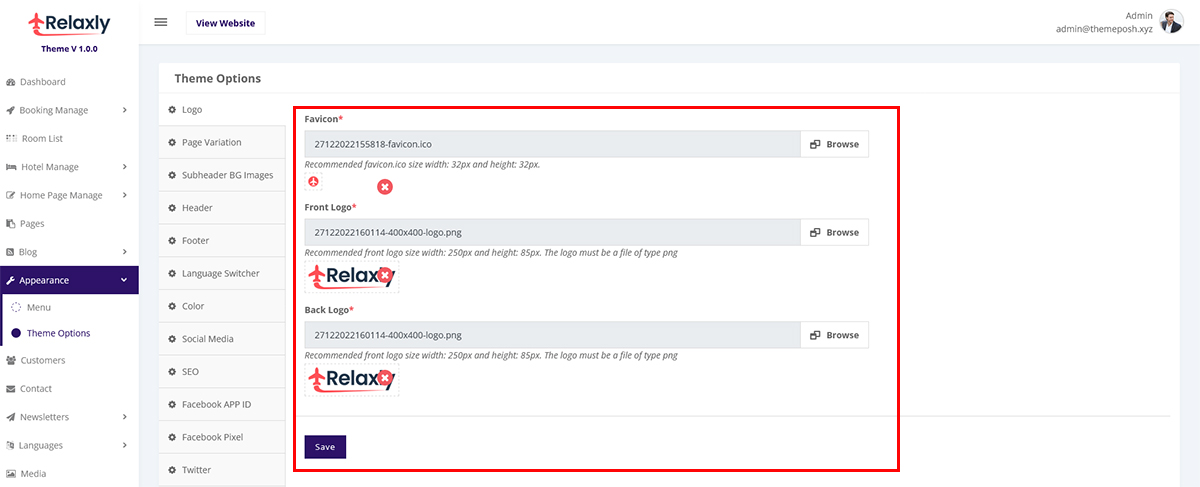 Relaxly
Theme V 1.0.0
View Website
Admin
admin@themeposh.xyz
Dashboard
Booking Manage
Room List
Hotel Manage
Home Page Manage
Pages
Blog
Appearance
Menu
Theme Options
Customers
Contact
Newsletters
Languages
Media
Theme Options
Logo
Page Variation
Subheader BG Images
Header
Footer
Language Switcher
Color
Social Media
SEO
Facebook APP ID
Facebook Pixel
Twitter
Favicon*
27122022155818-favicon.ico
Browse
Recommended favicon.ico size width: 32px and height: 32px.
Front Logo*
27122022160114-400x400-logo.png
Browse
Recommended front logo size width: 250px and height: 85px. The logo must be a file of type png
Relaxly
Back Logo*
27122022160114-400x400-logo.png
Browse
Recommended front logo size width: 250px and height: 85px. The logo must be a file of type png
Relaxly
Save